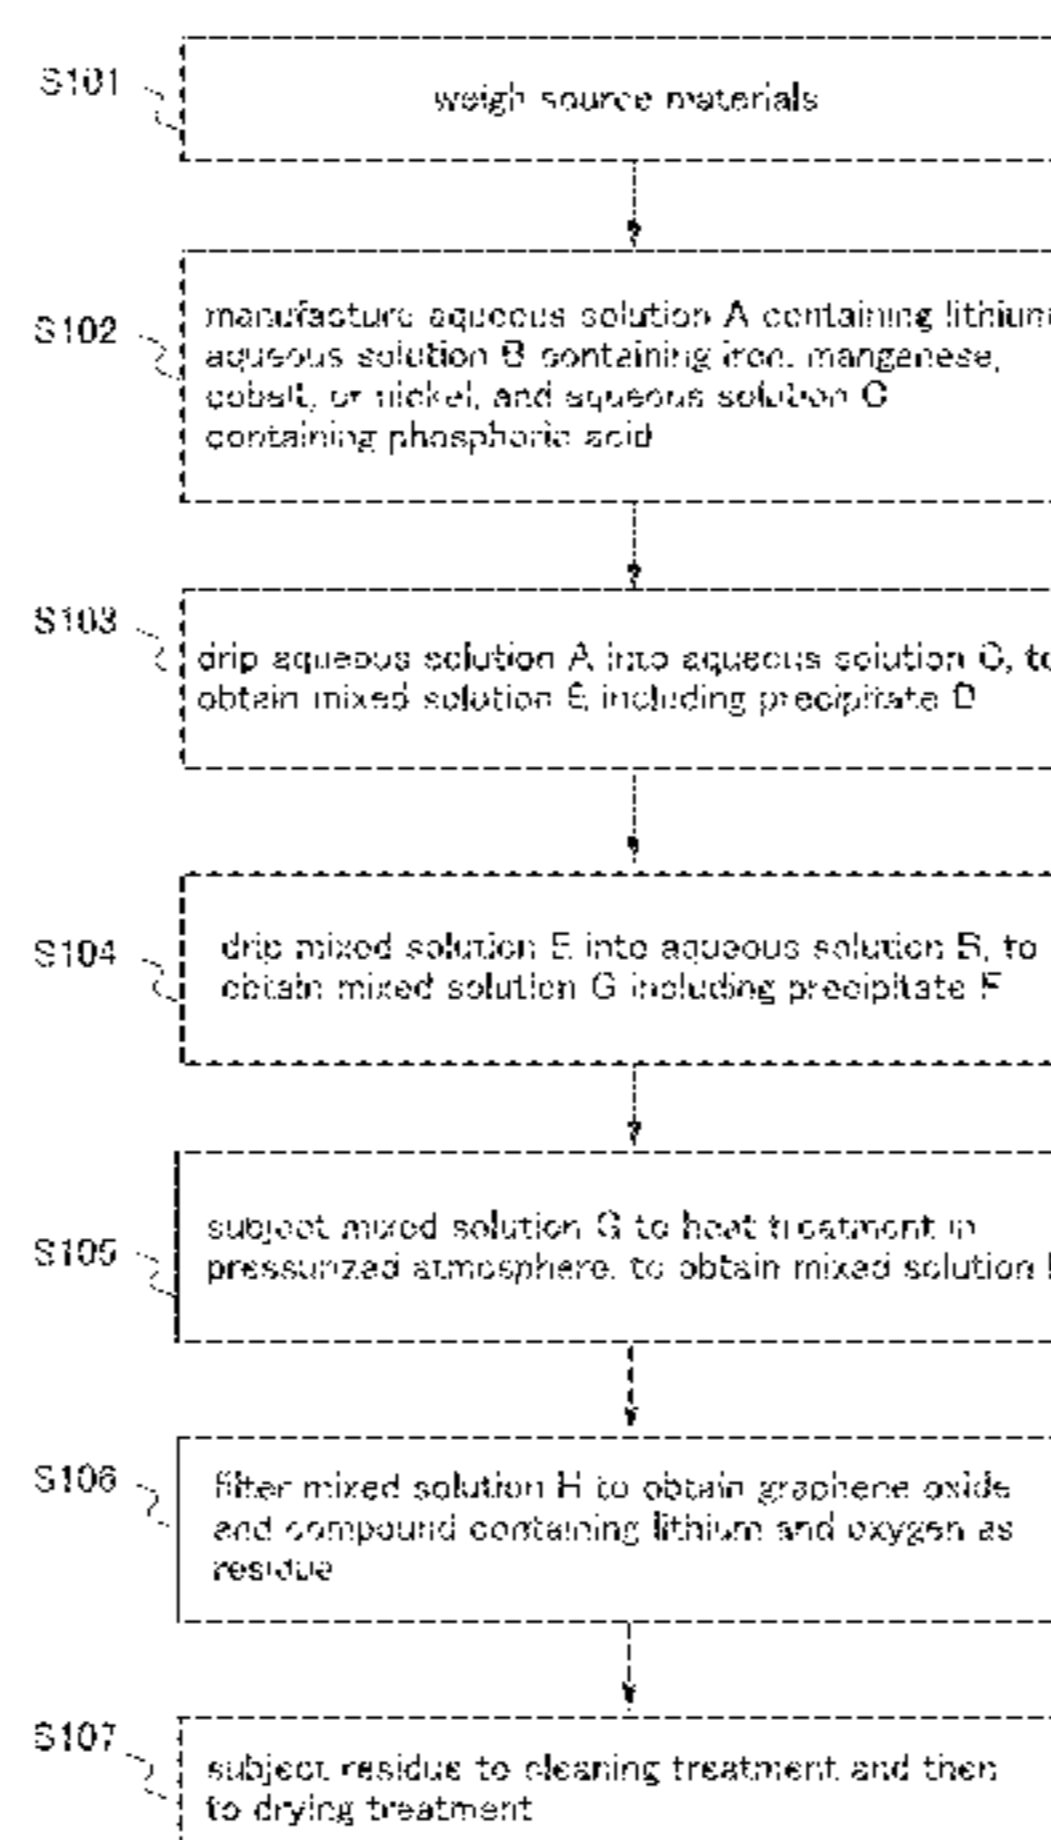 S101
weigh source materials
S102
manufacture aqueous solution A containing lithium
aqueous solution B containing iron, manganese,
cobalt, or nickel, and aqueous solution C
containing phosphoric acid
S103
drip aqueous solution A into aqueous solution C, to
obtain mixed solution E including precipitate D
S104
drip mixed solution E into aqueous solution B, to
obtain mixed solution G including precipitate F
S105
subject mixed solution G to heat treatment in
pressurized atmosphere, to obtain mixed solution
S106
filter mixed solution H to obtain graphene oxide
and compound containing lithium and oxygen as
residue
S107
subject residue to cleaning treatment and then
to drying treatment